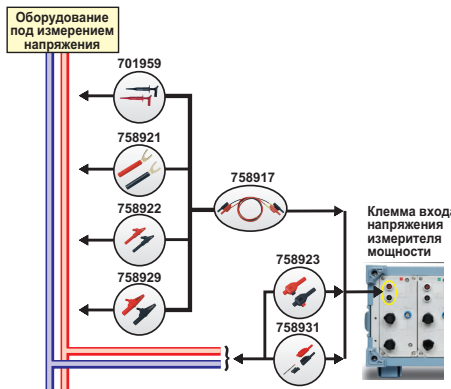 Оборудование
под измерением
напряжения
701959
758921
758917
758922
Клемма входа
напряжения
измерителя
мощности
758923
758929
758931